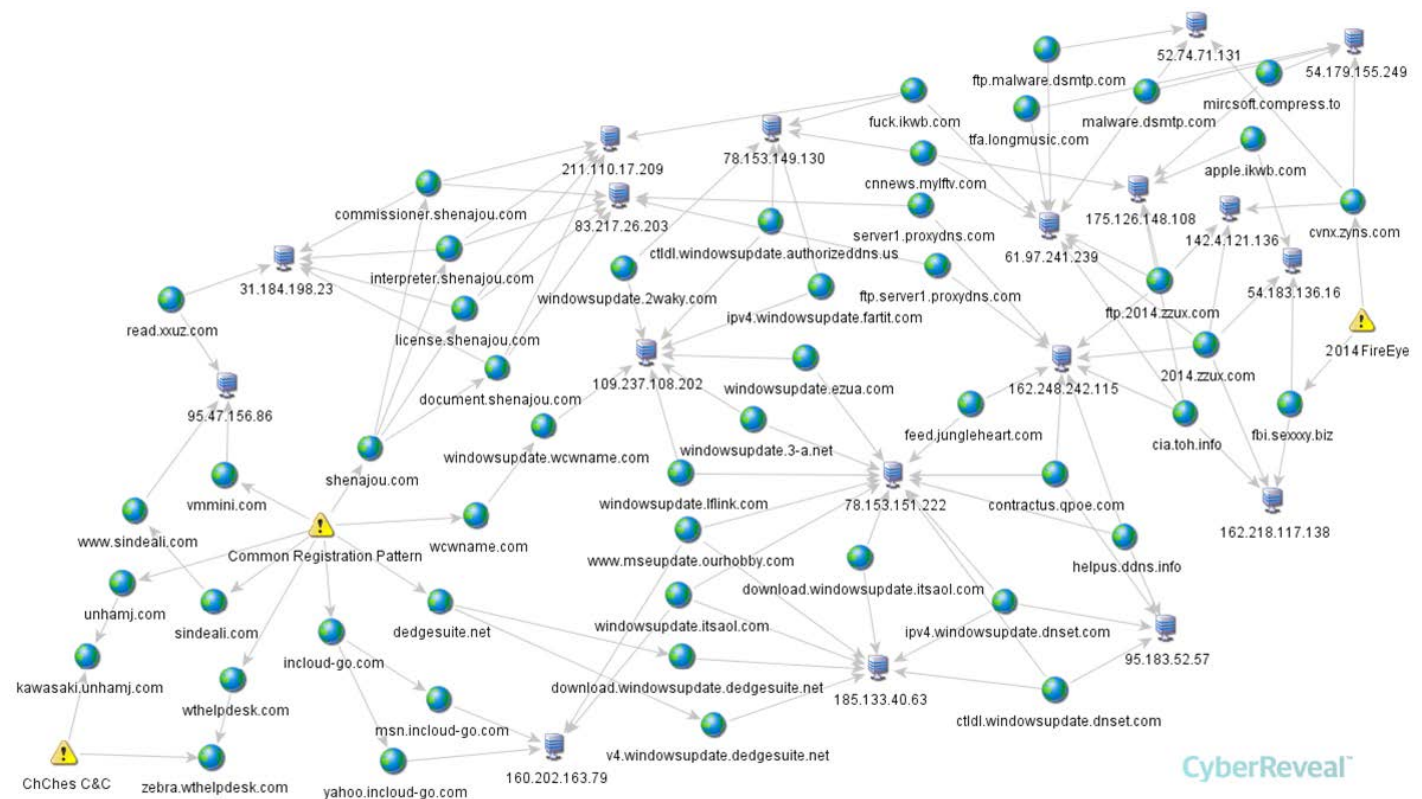 52.74.71.131
54.179.155.249
ftp.malware.dsmtp.com
mircsoft.compress.to
fuck.ikwb.com
malware.dsmtp.com
tfa.longmusic.com
211.110.17.209
78.153.149.130
apple.ikwb.com
cnnews.mylftv.com
commissioner.shenajou.com
175.126.148.108
83.217.26.203
server1.proxydns.com
142.4.121.136
cvnx.zyns.com
ctldl.windowsupdate.authorizeddns.us
61.97.241.239
interpreter.shenajou.com
31.184.198.23
windowsupdate.2waky.com
ftp.server1.proxydns.com
54.183.136.16
ftp.2014.zzux.com
ipv4.windowsupdate.fartit.com
read.xxuz.com
license.shenajou.com
2014FireEye
109.237.108.202
windowsupdate.ezua.com
162.248.242.115
2014.zzux.com
document.shenajou.com
95.47.156.86
feed.jungleheart.com
fbi.sexxxy.biz
cia.toh.info
windowsupdate.wcwname.com
windowsupdate.3-a.net
shenajou.com
windowsupdate.lflink.com
78.153.151.222
contractus.qpoe.com
vmmini.com
162.218.117.138
www.sindeali.com
wcwname.com
Common Registration Pattern
www.mseupdate.ourhobby.com
helpus.ddns.info
download.windowsupdate.itsaol.com
unhamj.com
sindeali.com
dedgesuite.net
windowsupdate.itsaol.com
ipv4.windowsupdate.dnset.com
incloud-go.com
95.183.52.57
kawasaki.unhamj.com
download.windowsupdate.dedgesuite.net
185.133.40.63
wthelpdesk.com
msn.incloud-go.com
ctldl.windowsupdate.dnset.com
v4.windowsupdate.dedgesuite.net
CyberReveal™
ChChes C&C
zebra.wthelpdesk.com
160.202.163.79
yahoo.incloud-go.com